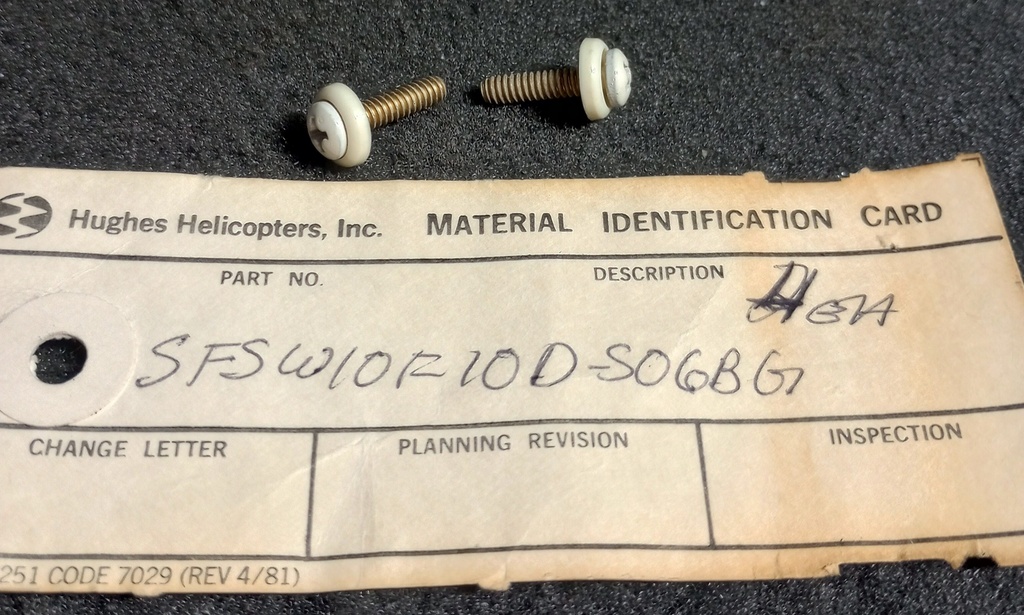 Hughes Helicopters, Inc. MATERIAL IDENTIFICATION CARD
PART NO. DESCRIPTION
SFSW10F10D-S06BG
CHANGE LETTER PLANNING REVISION INSPECTION
251 CODE 7029 (REV 4/81)